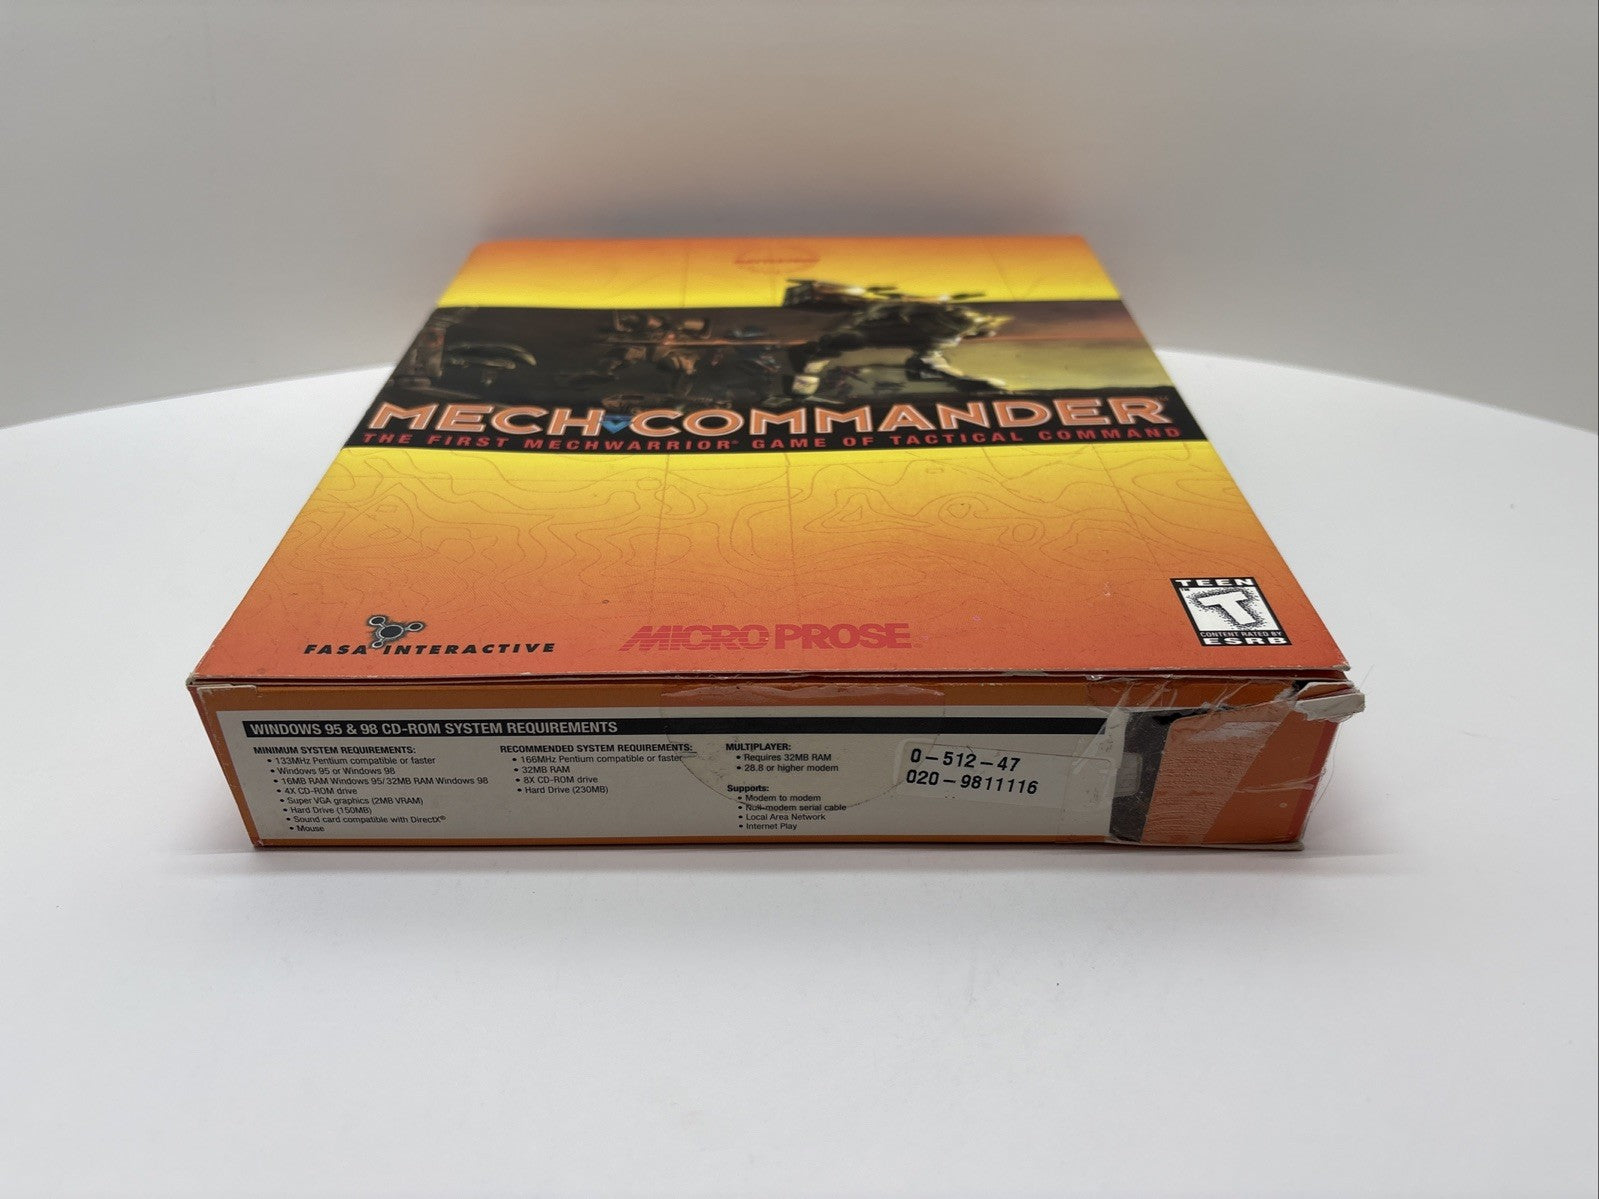 MECH COMMANDER™
THE FIRST MECHWARRIOR® GAME OF TACTICAL COMMAND
FASA INTERACTIVE
MICROPROSE
TEEN
T
CONTENT RATED BY
ESRB
WINDOWS 95 & 98 CD-ROM SYSTEM REQUIREMENTS
MINIMUM SYSTEM REQUIREMENTS:
• 133MHz Pentium compatible or faster
• Windows 95 or Windows 98
• 16MB RAM Windows 95/32MB RAM Windows 98
• 4X CD-ROM drive
• Super VGA graphics (2MB VRAM)
• Hard Drive (150MB)
• Sound card compatible with DirectX®
• Mouse
RECOMMENDED SYSTEM REQUIREMENTS:
• 166MHz Pentium compatible or faster
• 32MB RAM
• 8X CD-ROM drive
• Hard Drive (230MB)
MULTIPLAYER:
• Requires 32MB RAM
• 28.8 or higher modem
Supports:
• Modem to modem
• Null-modem serial cable
• Local Area Network
• Internet Play
0-512-47
020-9811116